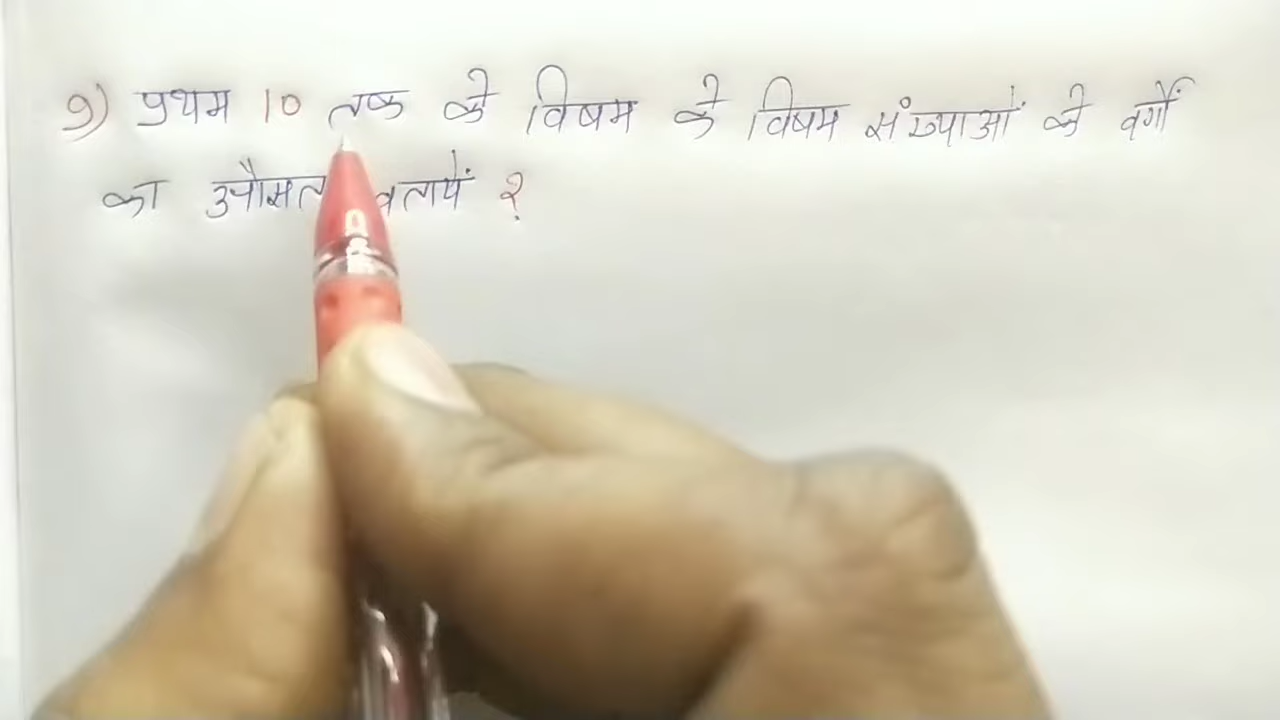 9) प्रथम 10 तक के विषम के विषम संख्याओं के वर्गों
का औसत बतायें ?